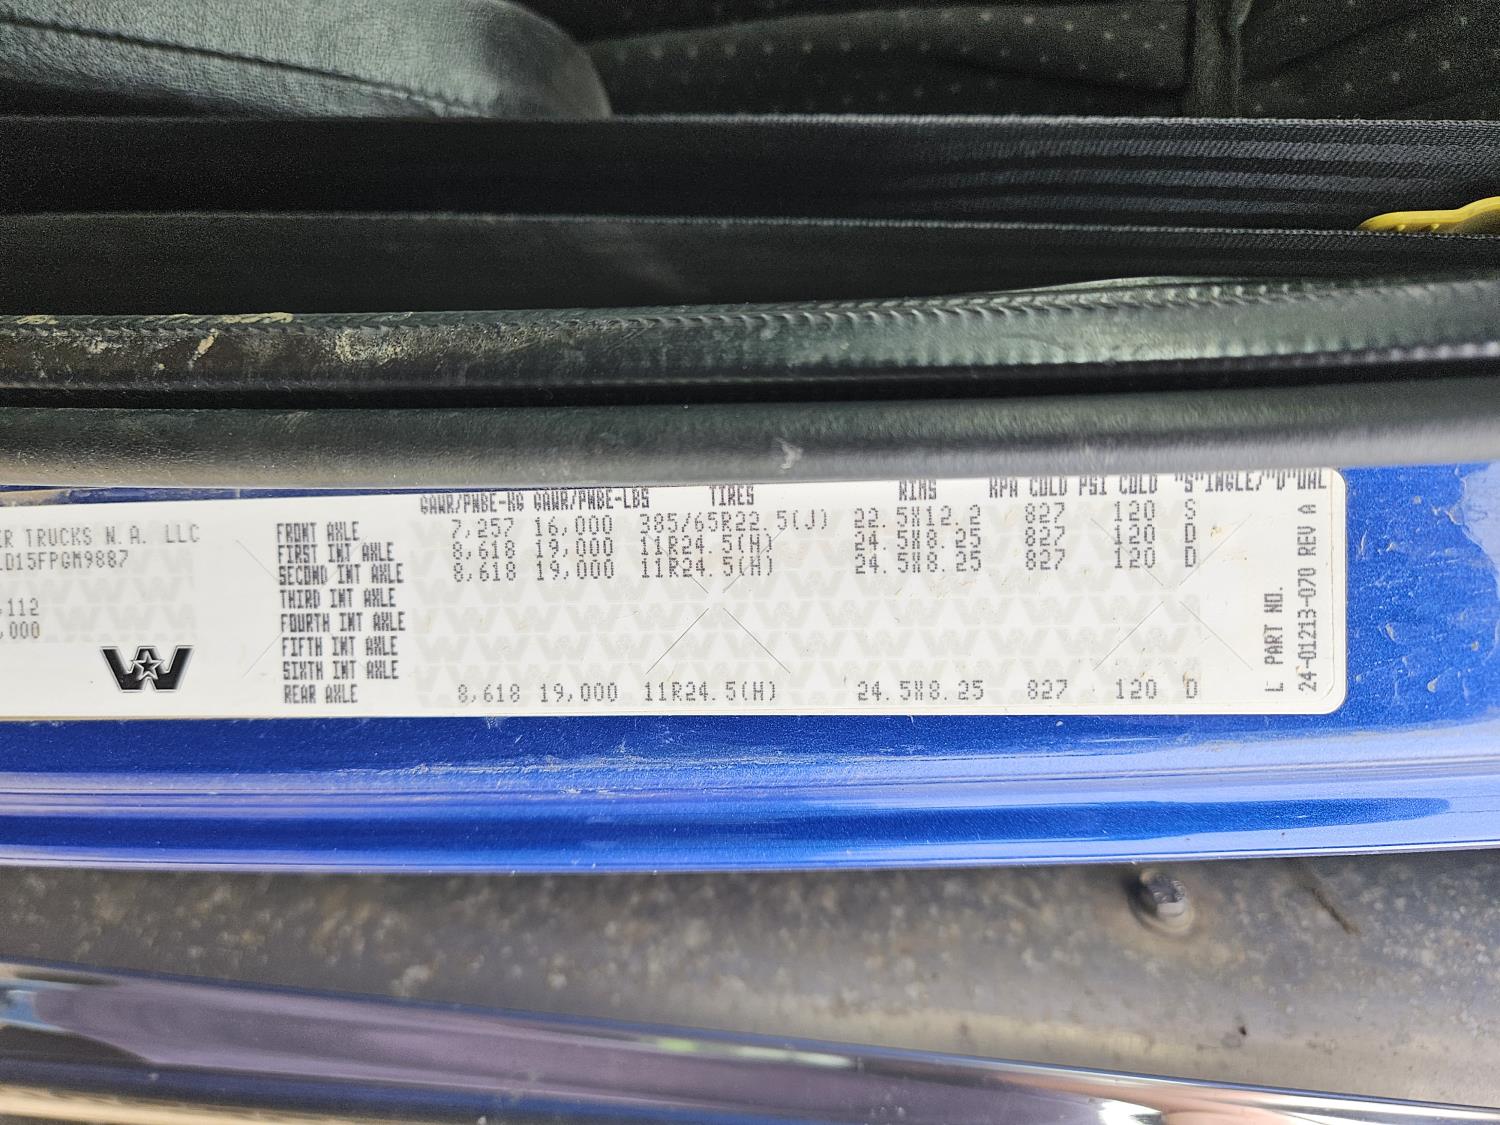 GAWR/PNBE-KG GAWR/PNBE-LBS TIRES RIMS KPA COLD PSI COLD "S"INGLE/"D"UAL
ER TRUCKS N.A. LLC
D15FPGM9887
,112
,000
FRONT AXLE 7,257 16,000 385/65R22.5(J) 22.5X12.2 827 120 S
FIRST INT AXLE 8,618 19,000 11R24.5(H) 24.5X8.25 827 120 D
SECOND INT AXLE 8,618 19,000 11R24.5(H) 24.5X8.25 827 120 D
THIRD INT AXLE
FOURTH INT AXLE
FIFTH INT AXLE
SIXTH INT AXLE
REAR AXLE 8,618 19,000 11R24.5(H) 24.5X8.25 827 120 D
L PART NO.
24-01213-070 REV A